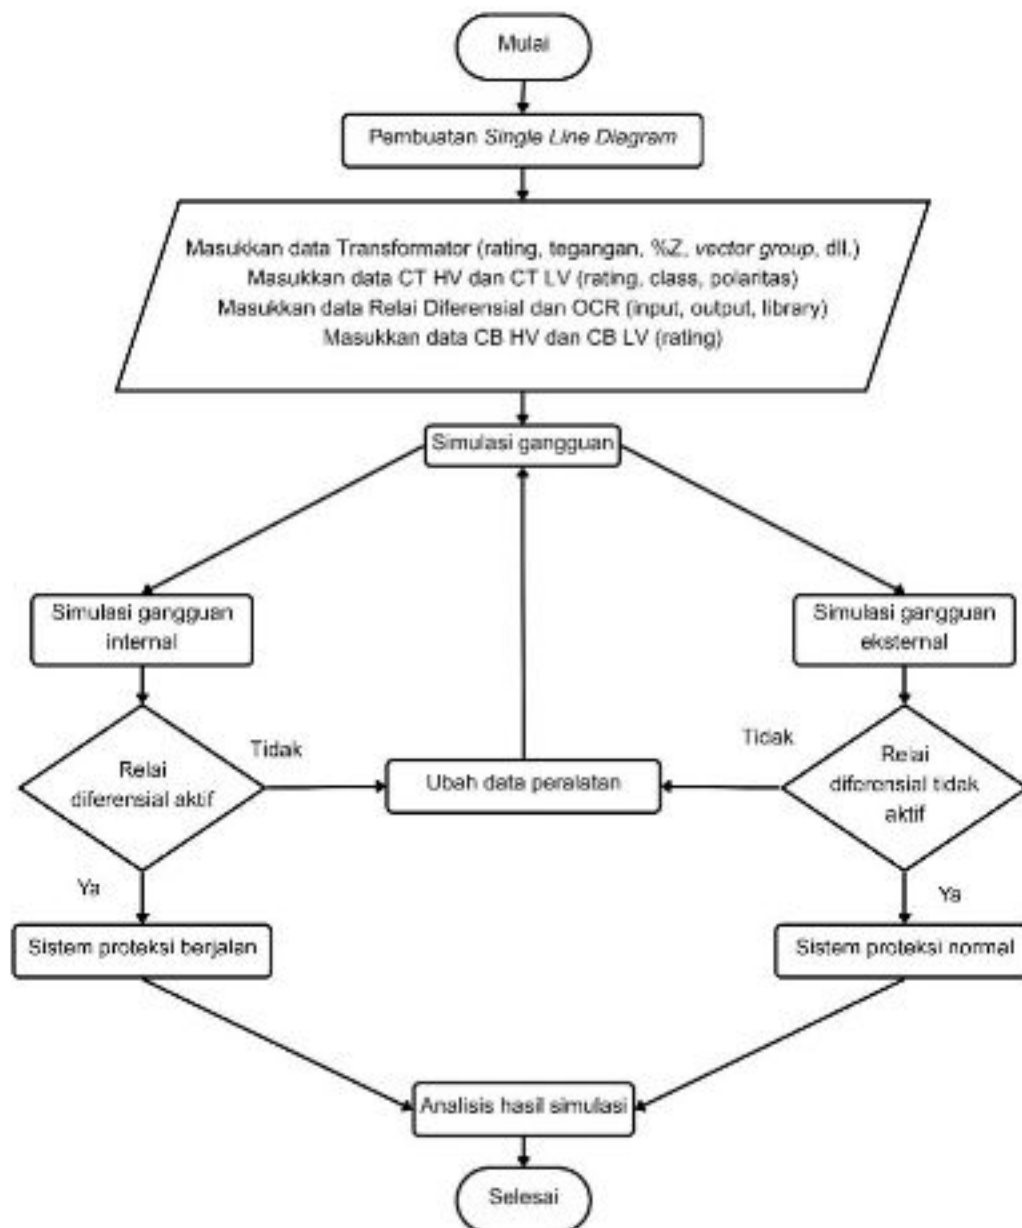 Mulai
Pembuatan Single Line Diagram
Masukkan data Transformator (rating, tegangan, %Z, vector group, dll.)
Masukkan data CT HV dan CT LV (rating, class, polaritas)
Masukkan data Relai Diferensial dan OCR (input, output, library)
Masukkan data CB HV dan CB LV (rating)
Simulasi gangguan
Simulasi gangguan
internal
Simulasi gangguan
eksternal
Relai
diferensial aktif
Tidak
Ubah data peralatan
Tidak
Relai
diferensial tidak
aktif
Ya
Ya
Sistem proteksi berjalan
Sistem proteksi normal
Analisis hasil simulasi
Selesai